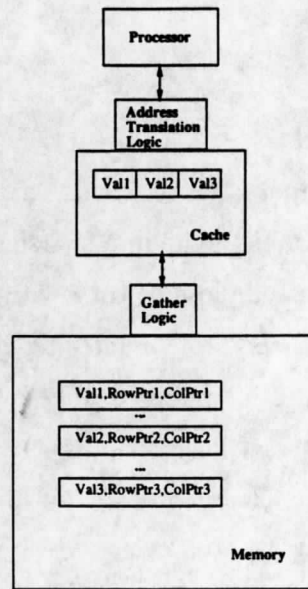 Processor
Address
Translation
Logic
Val1 Val2 Val3
Cache
Gather
Logic
Val1,RowPtr1,ColPtr1
...
Val2,RowPtr2,ColPtr2
...
Val3,RowPtr3,ColPtr3
Memory